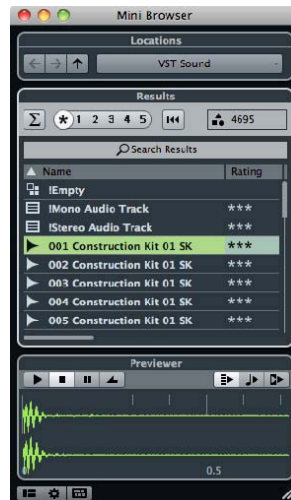 Mini Browser
Locations
VST Sound
Results
Σ * 1 2 3 4 5 4695
Search Results
Name Rating
!Empty
!Mono Audio Track ***
!Stereo Audio Track ***
001 Construction Kit 01 SK ***
002 Construction Kit 01 SK ***
003 Construction Kit 01 SK ***
004 Construction Kit 01 SK ***
005 Construction Kit 01 SK ***
Previewer
0 0.5